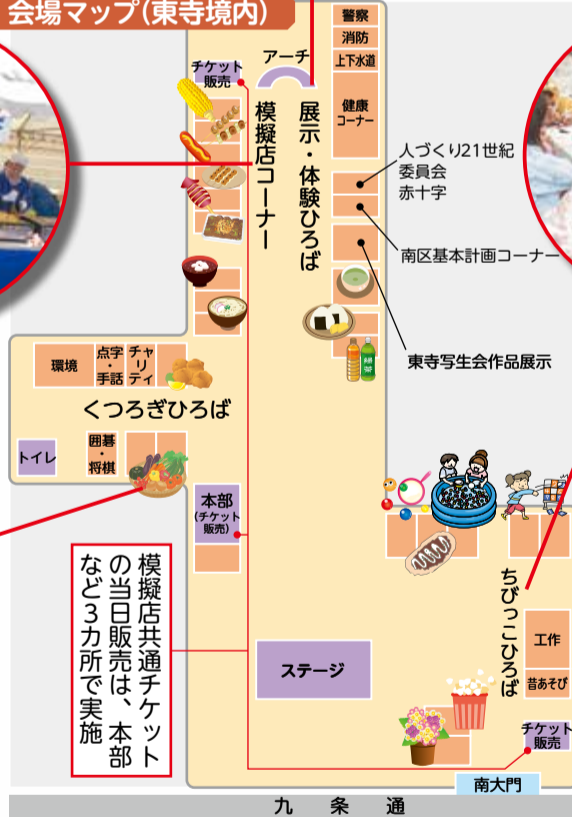 会場マップ(東寺境内)
チケット
販売
アーチ
警察
消防
上下水道
健康
コーナー
模擬店コーナー
展示・体験ひろば
人づくり21世紀
委員会
赤十字
南区基本計画コーナー
東寺写生会作品展示
環境
点字
・
手話
チャ
リ
ティ
くつろぎひろば
トイレ
囲碁
・
将棋
本部
(チケット
販売)
模擬店共通チケット
の当日販売は、本部
など3カ所で実施
ステージ
ちびっこひろば
工作
昔あそび
チケット
販売
南大門
九条通